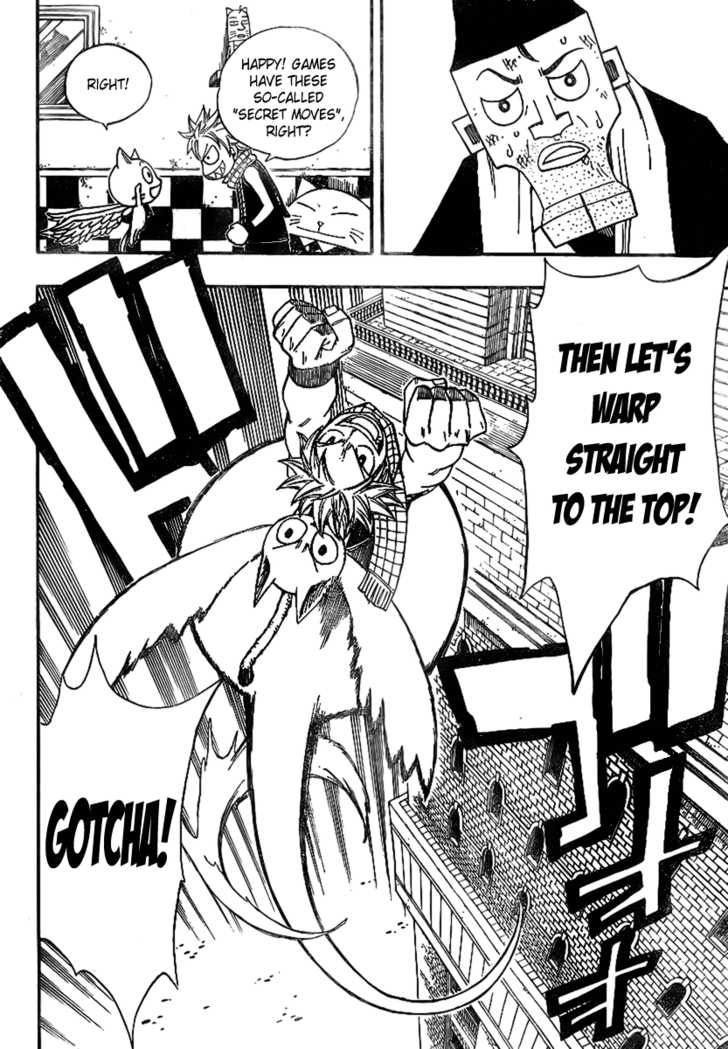 HAPPY! GAMES
HAVE THESE
SO-CALLED
"SECRET MOVES",
RIGHT?
RIGHT!
THEN LET'S
WARP
STRAIGHT
TO THE TOP!
GOTCHA!